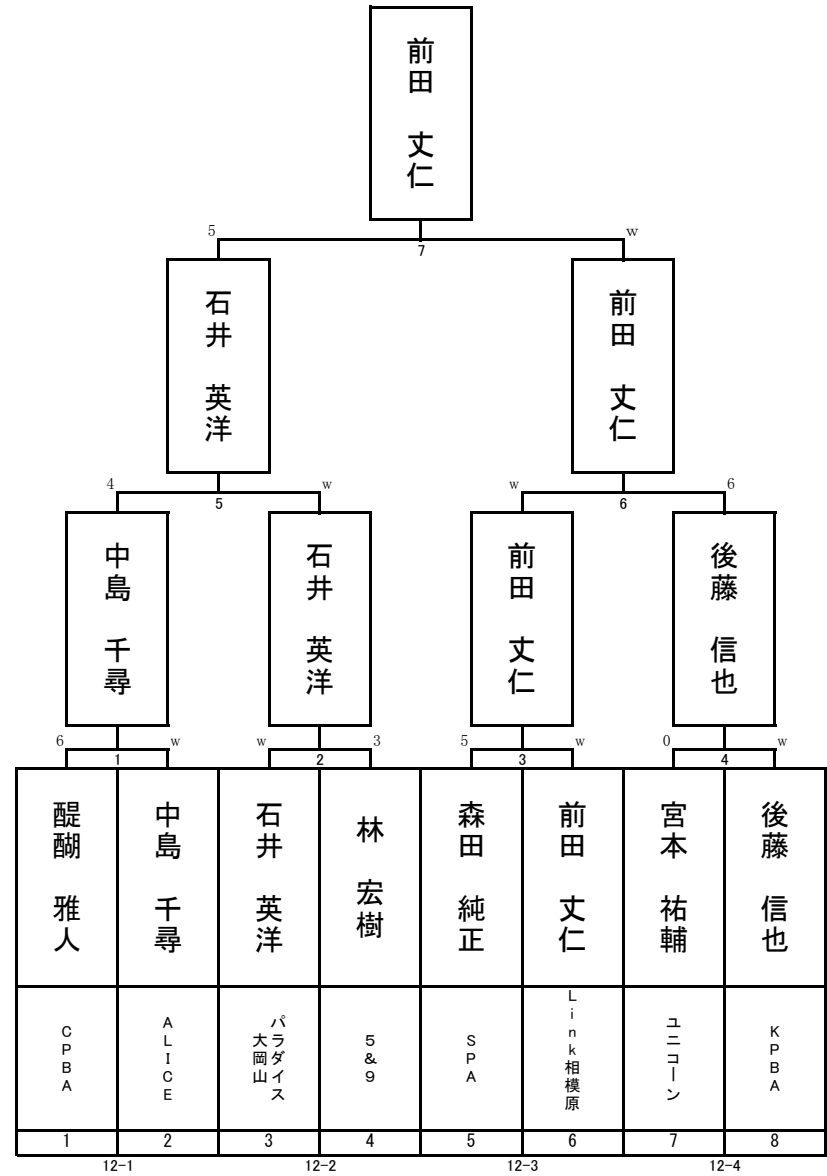 前田 丈仁
5
w
7
石井 英洋
前田 丈仁
4
w
w
6
5
6
中島 千尋
石井 英洋
前田 丈仁
後藤 信也
6
w
w
3
5
w
0
w
1
2
3
4
醍醐 雅人
中島 千尋
石井 英洋
林 宏樹
森田 純正
前田 丈仁
宮本 祐輔
後藤 信也
CPBA
ALICE
パラダイス
大岡山
5&9
SPA
Link相模原
ユニコーン
KPBA
1
2
3
4
5
6
7
8
12-1
12-2
12-3
12-4